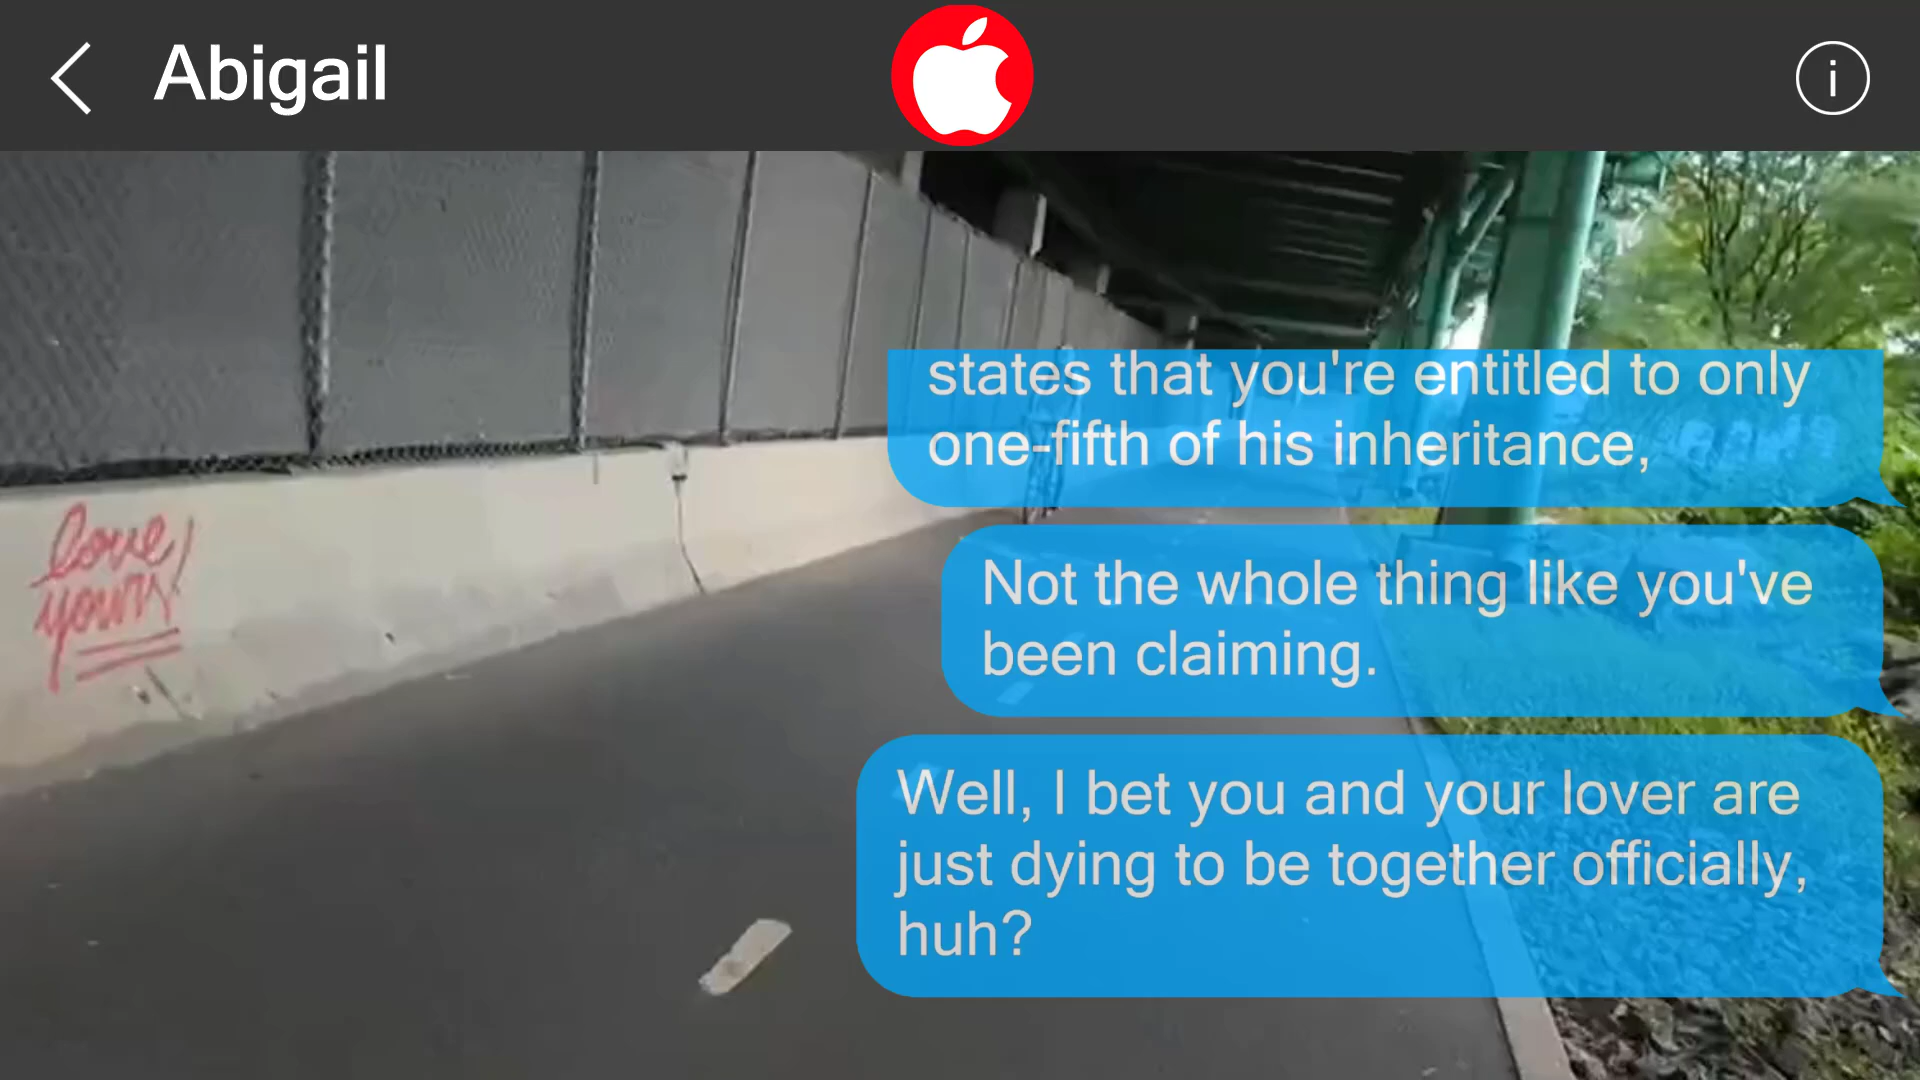 Abigail
i
states that you're entitled to only
one-fifth of his inheritance,
Not the whole thing like you've
been claiming.
Well, I bet you and your lover are
just dying to be together officially,
huh?
love
yours!